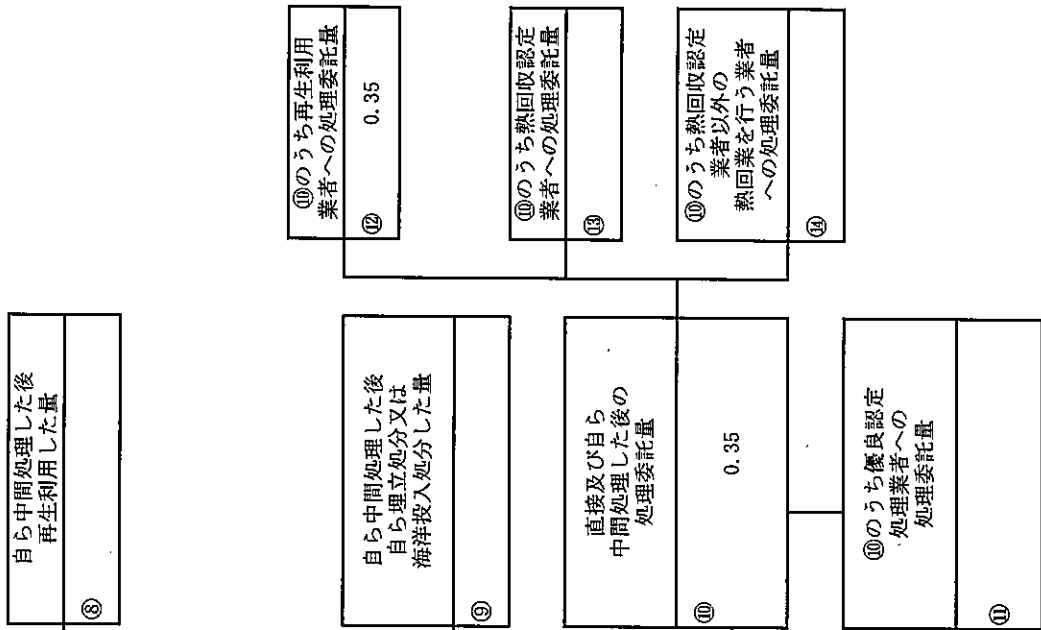 自ら中間処理した後
再生利用した量
⑧
自ら中間処理した後
自ら埋立処分又は
海洋投入処分した量
⑨
直接及び自ら
中間処理した後の
処理委託量
⑩
0.35
⑩のうち優良認定
処理業者への
処理委託量
⑪
⑩のうち再生利用
業者への処理委託量
⑫
0.35
⑩のうち熱回収認定
業者への処理委託量
⑬
⑩のうち熱回収認定
業者以外の
熱回業を行う業者
への処理委託量
⑭